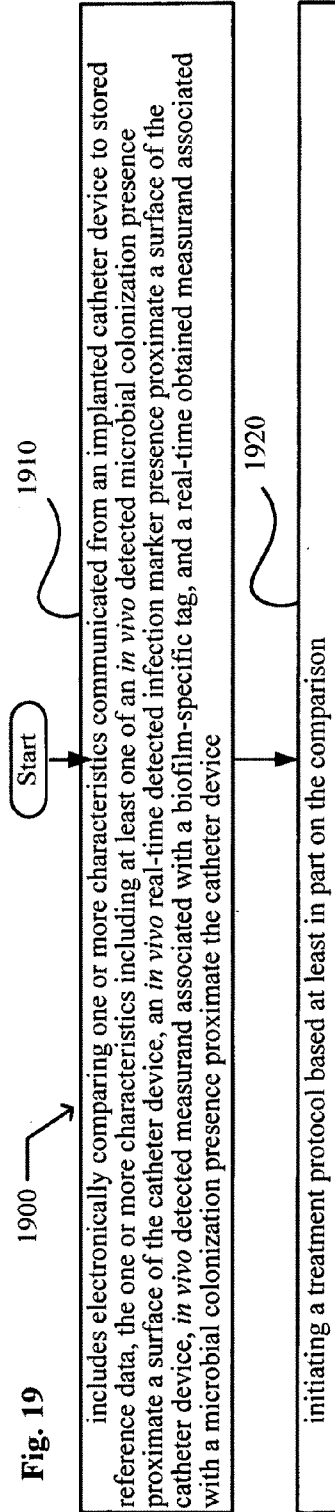 Fig. 19
1900
Start
1910
includes electronically comparing one or more characteristics communicated from an implanted catheter device to stored
reference data, the one or more characteristics including at least one of an in vivo detected microbial colonization presence
proximate a surface of the catheter device, an in vivo real-time detected infection marker presence proximate a surface of the
catheter device, in vivo detected measurand associated with a biofilm-specific tag, and a real-time obtained measurand associated
with a microbial colonization presence proximate the catheter device
1920
initiating a treatment protocol based at least in part on the comparison